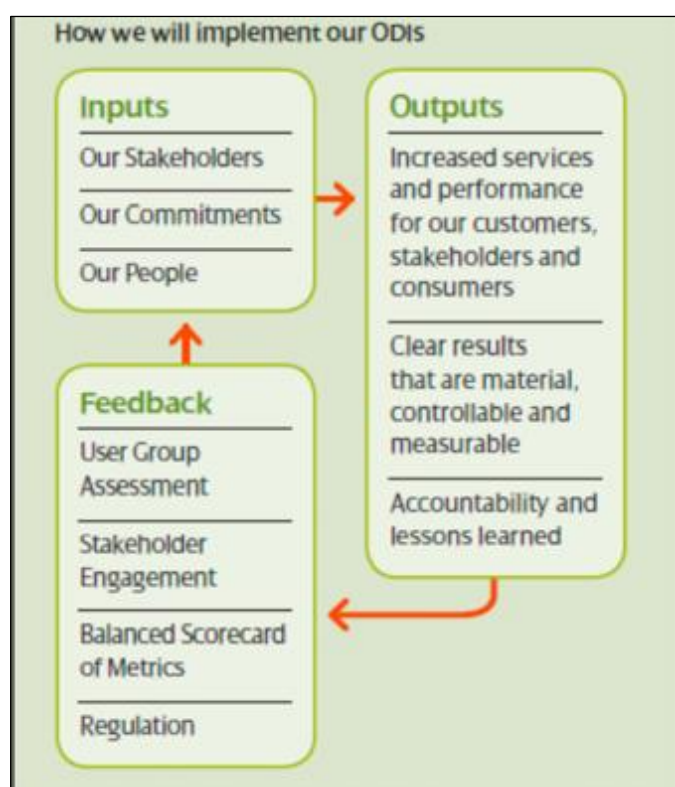 How we will implement our ODIs
Inputs
Our Stakeholders
Our Commitments
Our People
Outputs
Increased services
and performance
for our customers,
stakeholders and
consumers
Clear results
that are material,
controllable and
measurable
Accountability and
lessons learned
Feedback
User Group
Assessment
Stakeholder
Engagement
Balanced Scorecard
of Metrics
Regulation